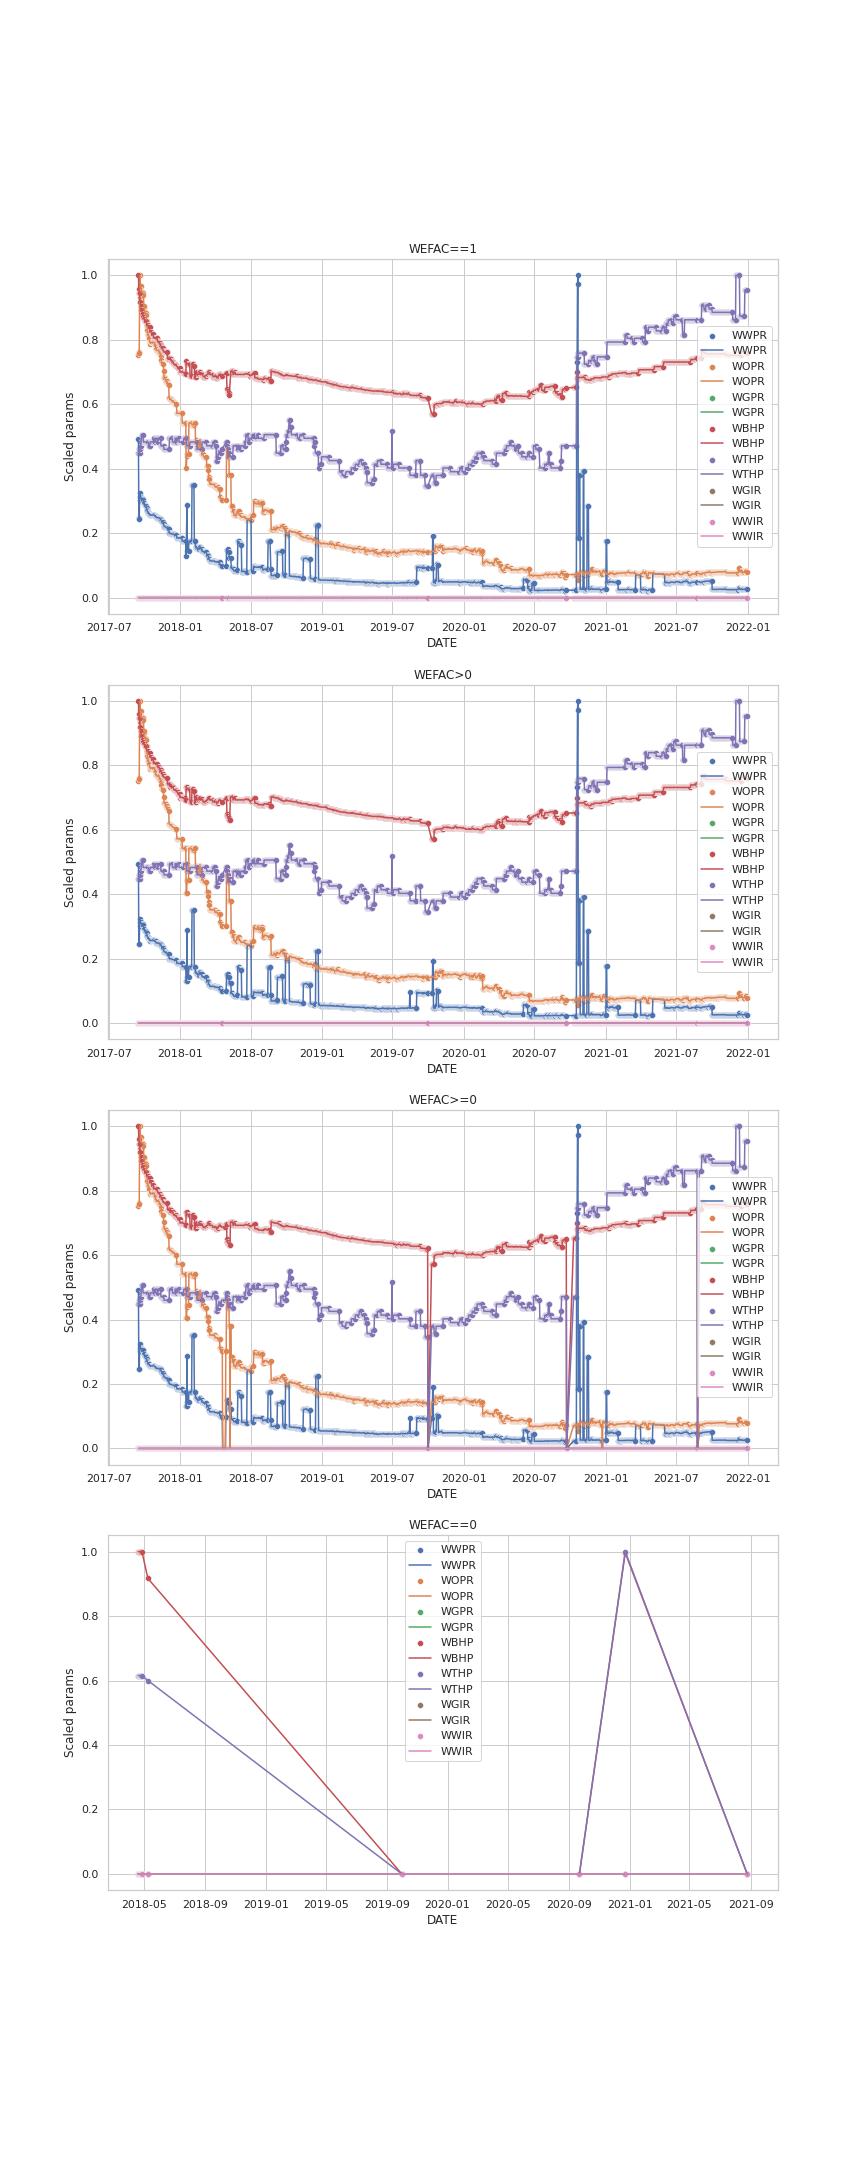 WEFAC==1
1.0
0.8
0.6
0.4
0.2
0.0
Scaled params
WWPR
WWPR
WOPR
WOPR
WGPR
WGPR
WBHP
WBHP
WTHP
WTHP
WGIR
WGIR
WWIR
WWIR
2017-07 2018-01 2018-07 2019-01 2019-07 2020-01 2020-07 2021-01 2021-07 2022-01
DATE
WEFAC>0
1.0
0.8
0.6
0.4
0.2
0.0
Scaled params
WWPR
WWPR
WOPR
WOPR
WGPR
WGPR
WBHP
WBHP
WTHP
WTHP
WGIR
WGIR
WWIR
WWIR
2017-07 2018-01 2018-07 2019-01 2019-07 2020-01 2020-07 2021-01 2021-07 2022-01
DATE
WEFAC>=0
1.0
0.8
0.6
0.4
0.2
0.0
Scaled params
WWPR
WWPR
WOPR
WOPR
WGPR
WGPR
WBHP
WBHP
WTHP
WTHP
WGIR
WGIR
WWIR
WWIR
2017-07 2018-01 2018-07 2019-01 2019-07 2020-01 2020-07 2021-01 2021-07 2022-01
DATE
WEFAC==0
1.0
0.8
0.6
0.4
0.2
0.0
Scaled params
WWPR
WWPR
WOPR
WOPR
WGPR
WGPR
WBHP
WBHP
WTHP
WTHP
WGIR
WGIR
WWIR
WWIR
2018-05 2018-09 2019-01 2019-05 2019-09 2020-01 2020-05 2020-09 2021-01 2021-05 2021-09
DATE